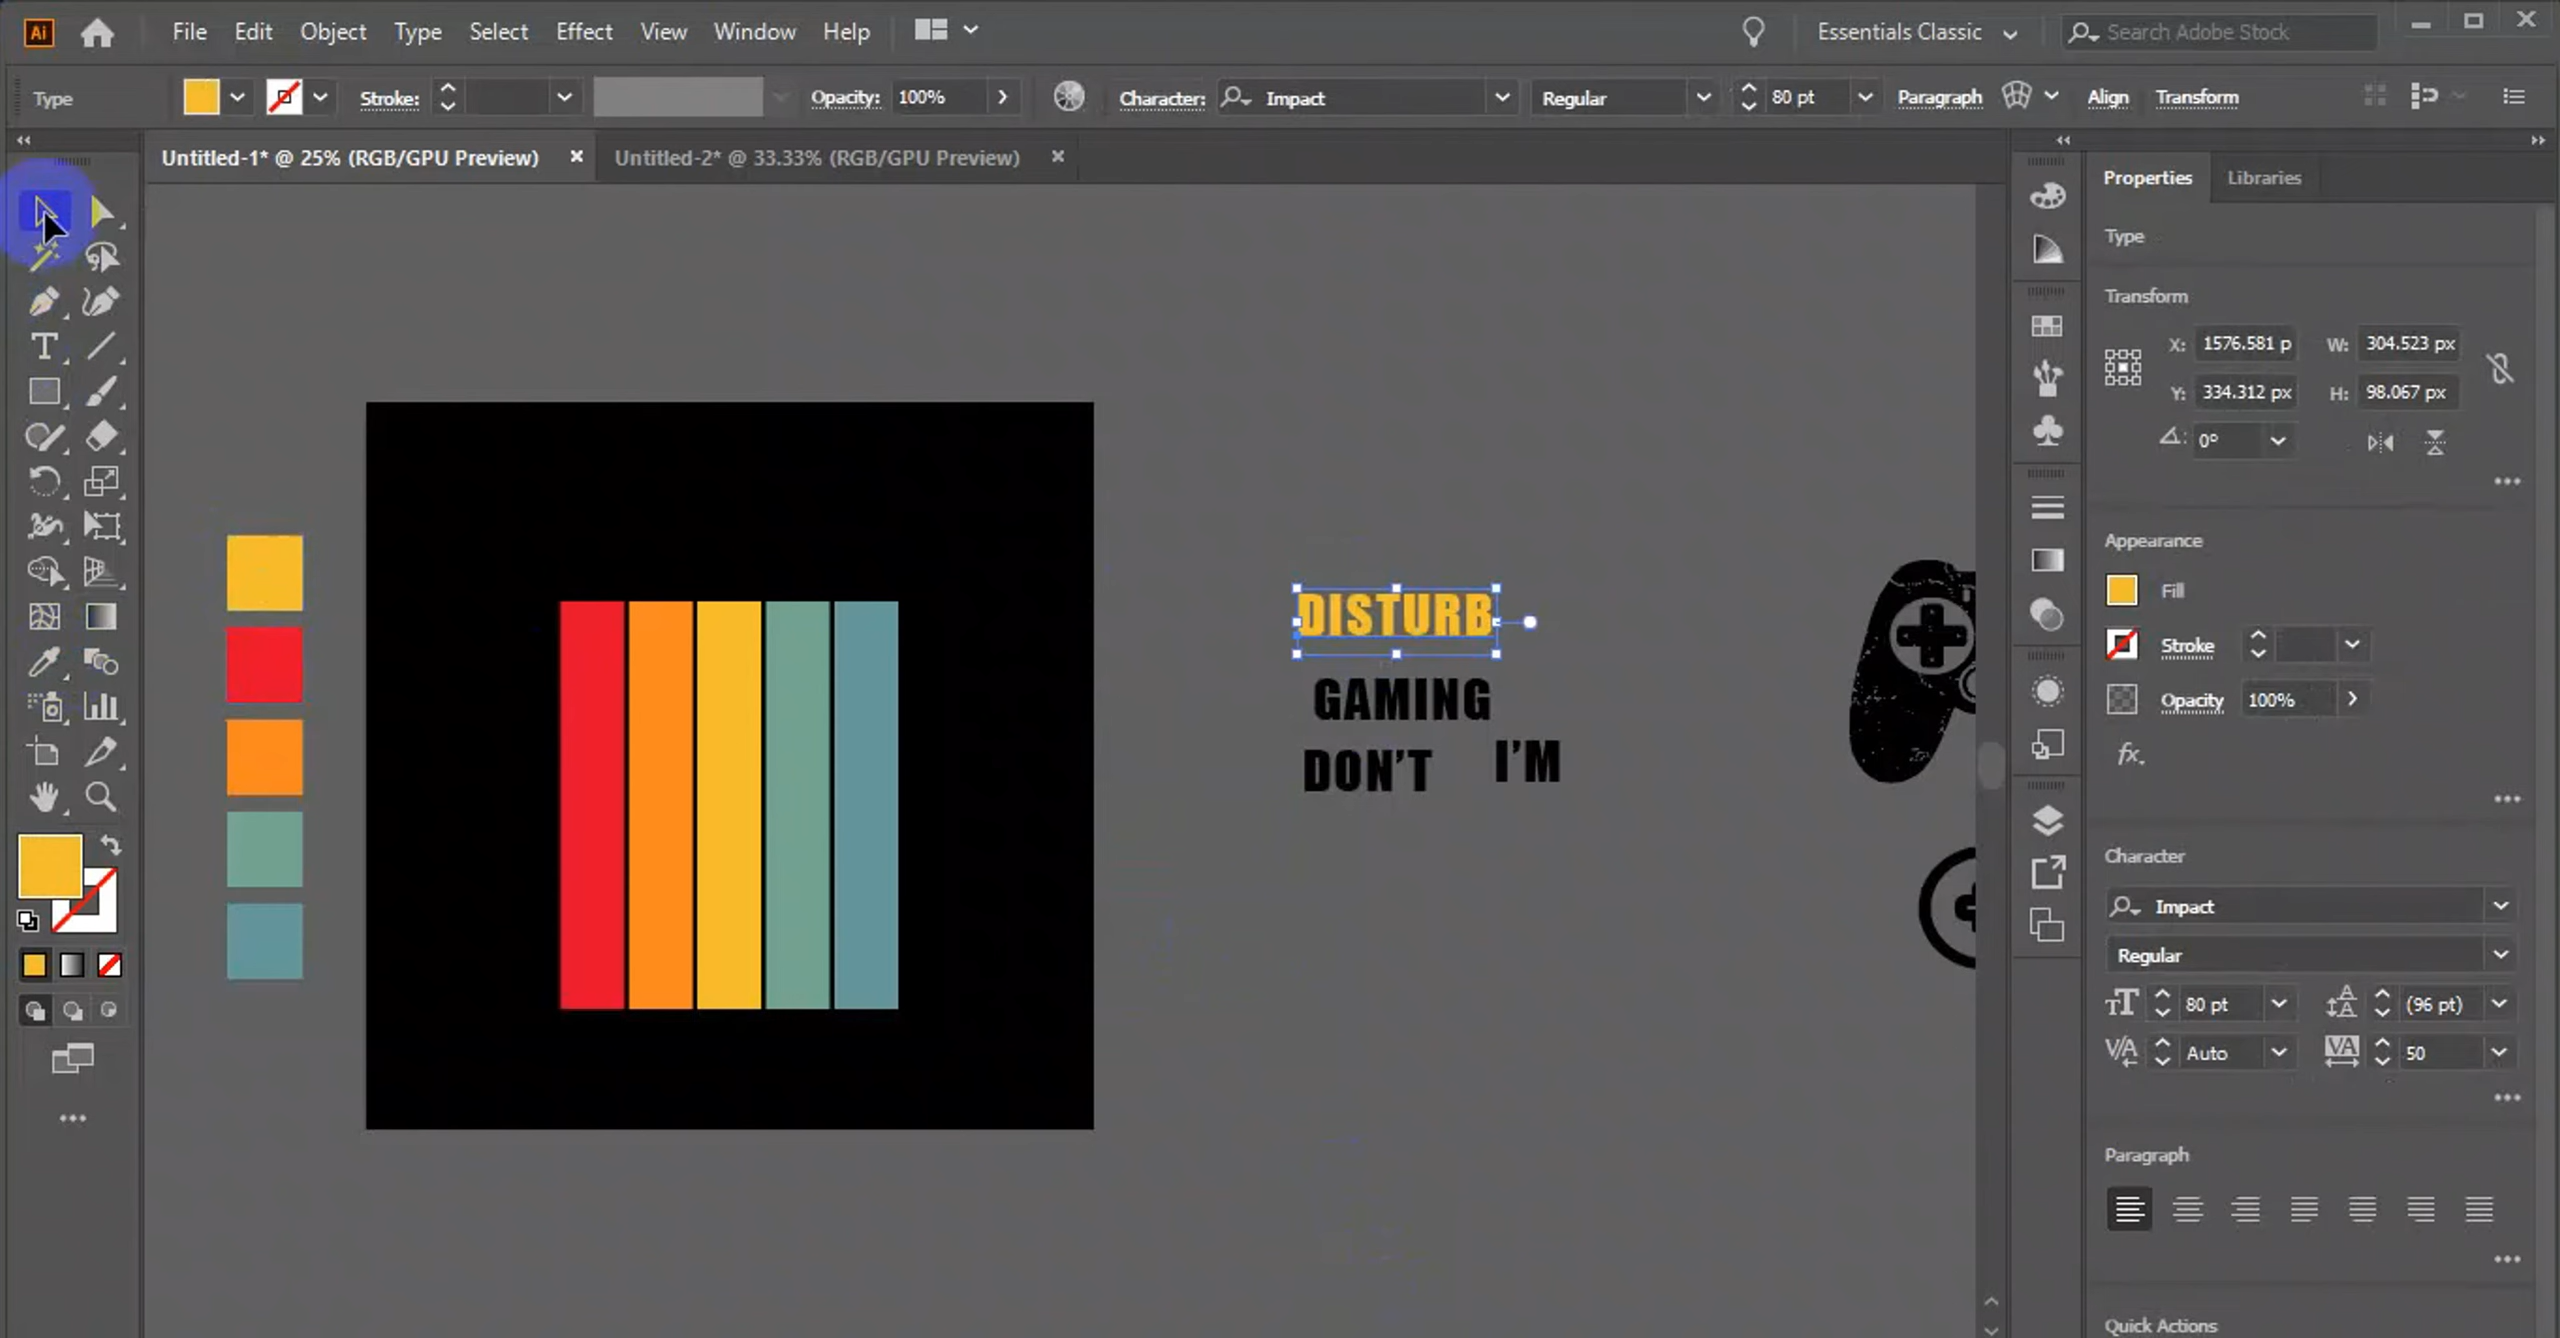 Ai File Edit Object Type Select Effect View Window Help Essentials Classic Search Adobe Stock
Type Stroke: Opacity: 100% Character: Impact Regular 80 pt Paragraph Align Transform
Untitled-1* @ 25% (RGB/GPU Preview) Untitled-2* @ 33.33% (RGB/GPU Preview)
Properties Libraries
Type
Transform
X: 1576.581 p W: 304.523 px
Y: 334.312 px H: 98.067 px
0°
Appearance
Fill
Stroke
Opacity 100%
fx.
DISTURB
GAMING
DON'T I'M
Character
Impact
Regular
80 pt (96 pt)
Auto 50
Paragraph
Quick Actions